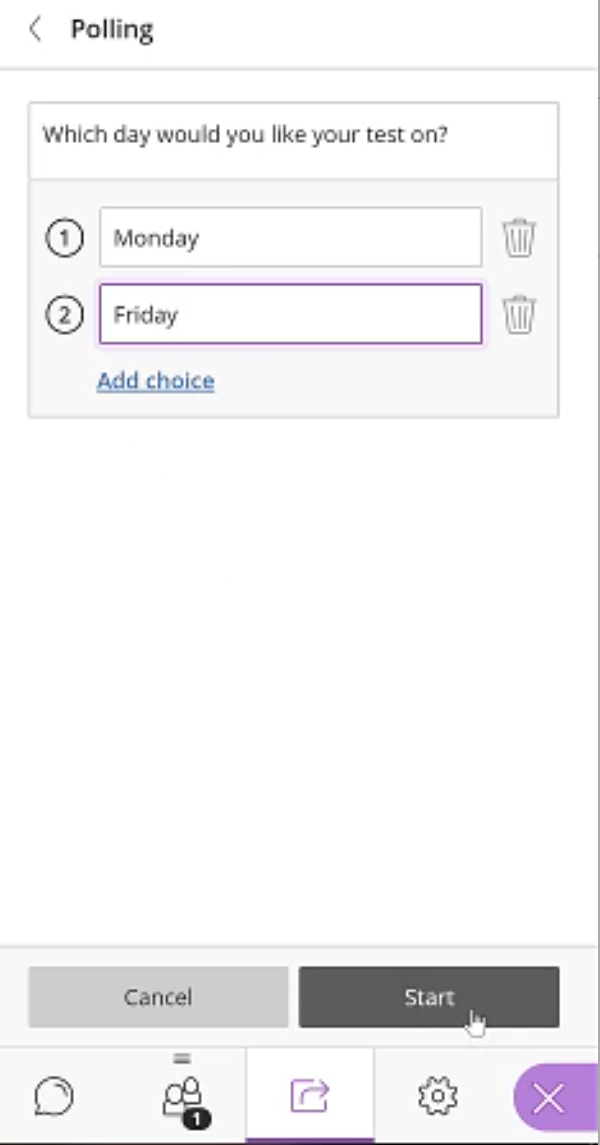 Polling
Which day would you like your test on?
1 Monday
2 Friday
Add choice
Cancel Start
1